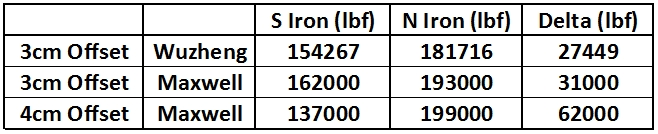 S Iron (lbf) N Iron (lbf) Delta (lbf)
3cm Offset Wuzheng 154267 181716 27449
3cm Offset Maxwell 162000 193000 31000
4cm Offset Maxwell 137000 199000 62000